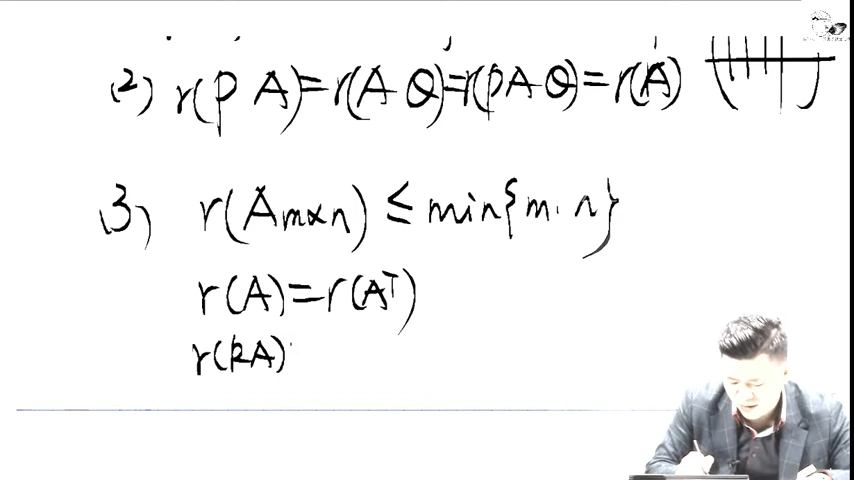 (2) r(PA)=r(AQ)=r(PAQ)=r(A)
(3) r(Am×n)≤min{m.n}
r(A)=r(Aᵀ)
r(kA)